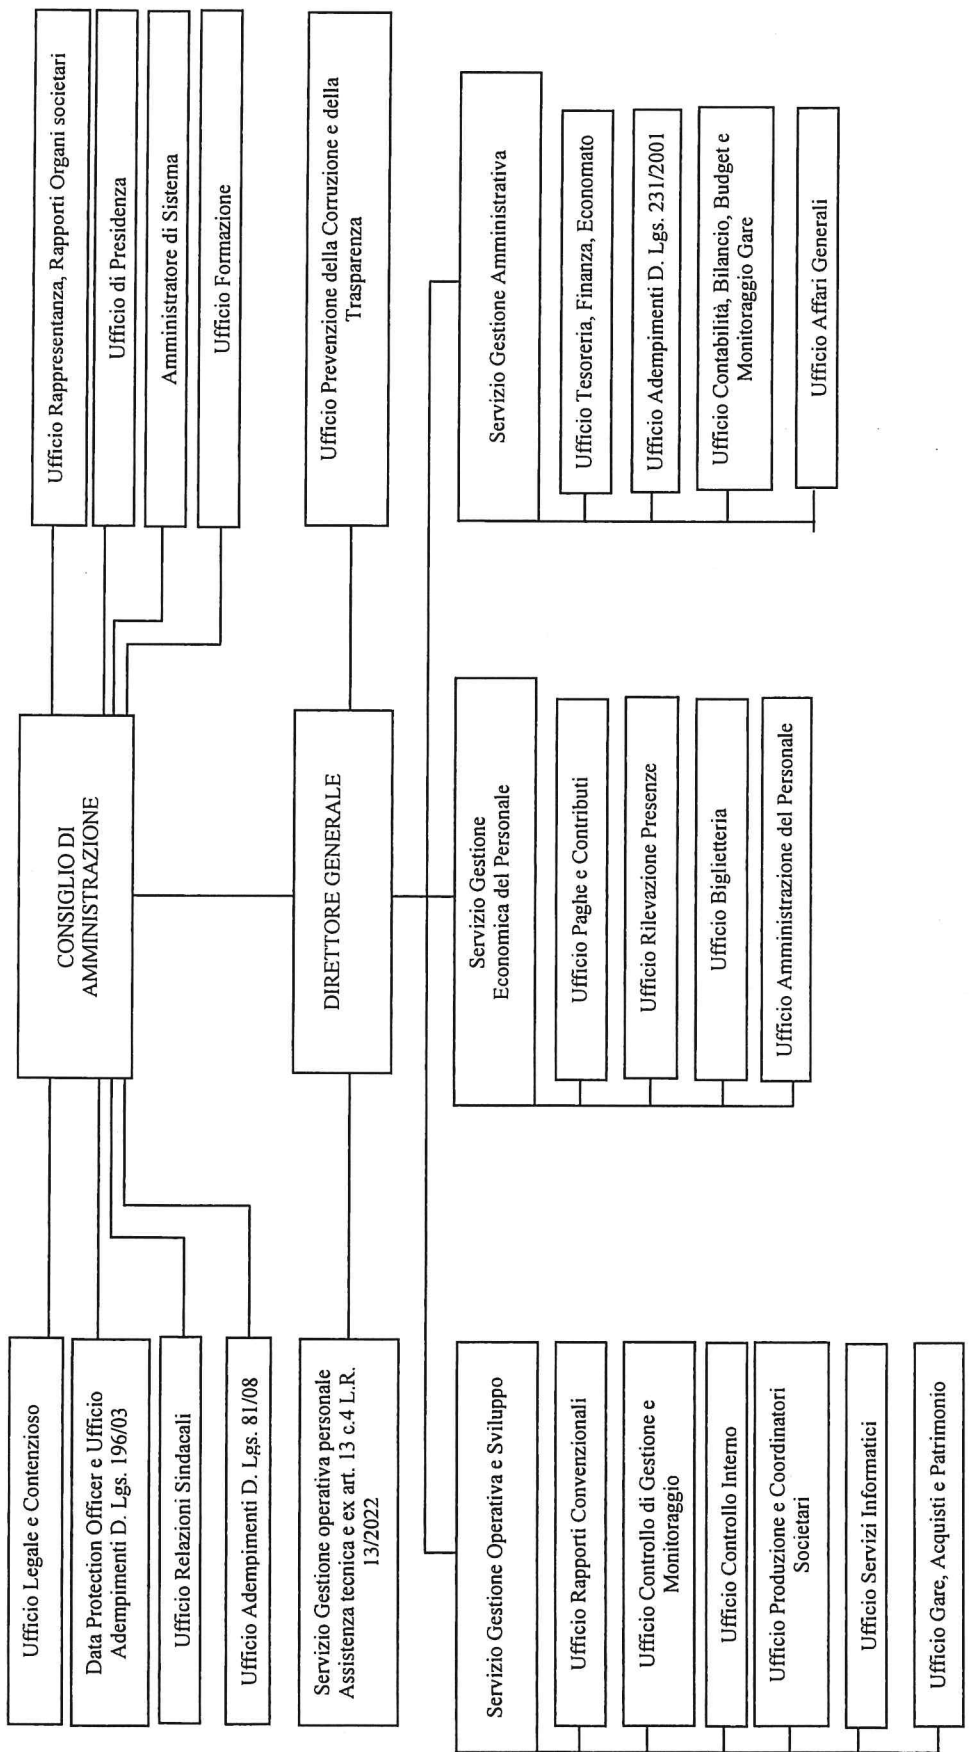 CONSIGLIO DI
AMMINISTRAZIONE
Ufficio Legale e Contenzioso
Data Protection Officer e Ufficio
Adempimenti D. Lgs. 196/03
Ufficio Relazioni Sindacali
Ufficio Adempimenti D. Lgs. 81/08
Ufficio Rappresentanza, Rapporti Organi societari
Ufficio di Presidenza
Amministratore di Sistema
Ufficio Formazione
DIRETTORE GENERALE
Servizio Gestione operativa personale
Assistenza tecnica e ex art. 13 c.4 L.R.
13/2022
Ufficio Prevenzione della Corruzione e della
Trasparenza
Servizio Gestione Operativa e Sviluppo
Ufficio Rapporti Convenzionali
Ufficio Controllo di Gestione e
Monitoraggio
Ufficio Controllo Interno
Ufficio Produzione e Coordinatori
Societari
Ufficio Servizi Informatici
Ufficio Gare, Acquisti e Patrimonio
Servizio Gestione
Economica del Personale
Ufficio Paghe e Contributi
Ufficio Rilevazione Presenze
Ufficio Biglietteria
Ufficio Amministrazione del Personale
Servizio Gestione Amministrativa
Ufficio Tesoreria, Finanza, Economato
Ufficio Adempimenti D. Lgs. 231/2001
Ufficio Contabilità, Bilancio, Budget e
Monitoraggio Gare
Ufficio Affari Generali